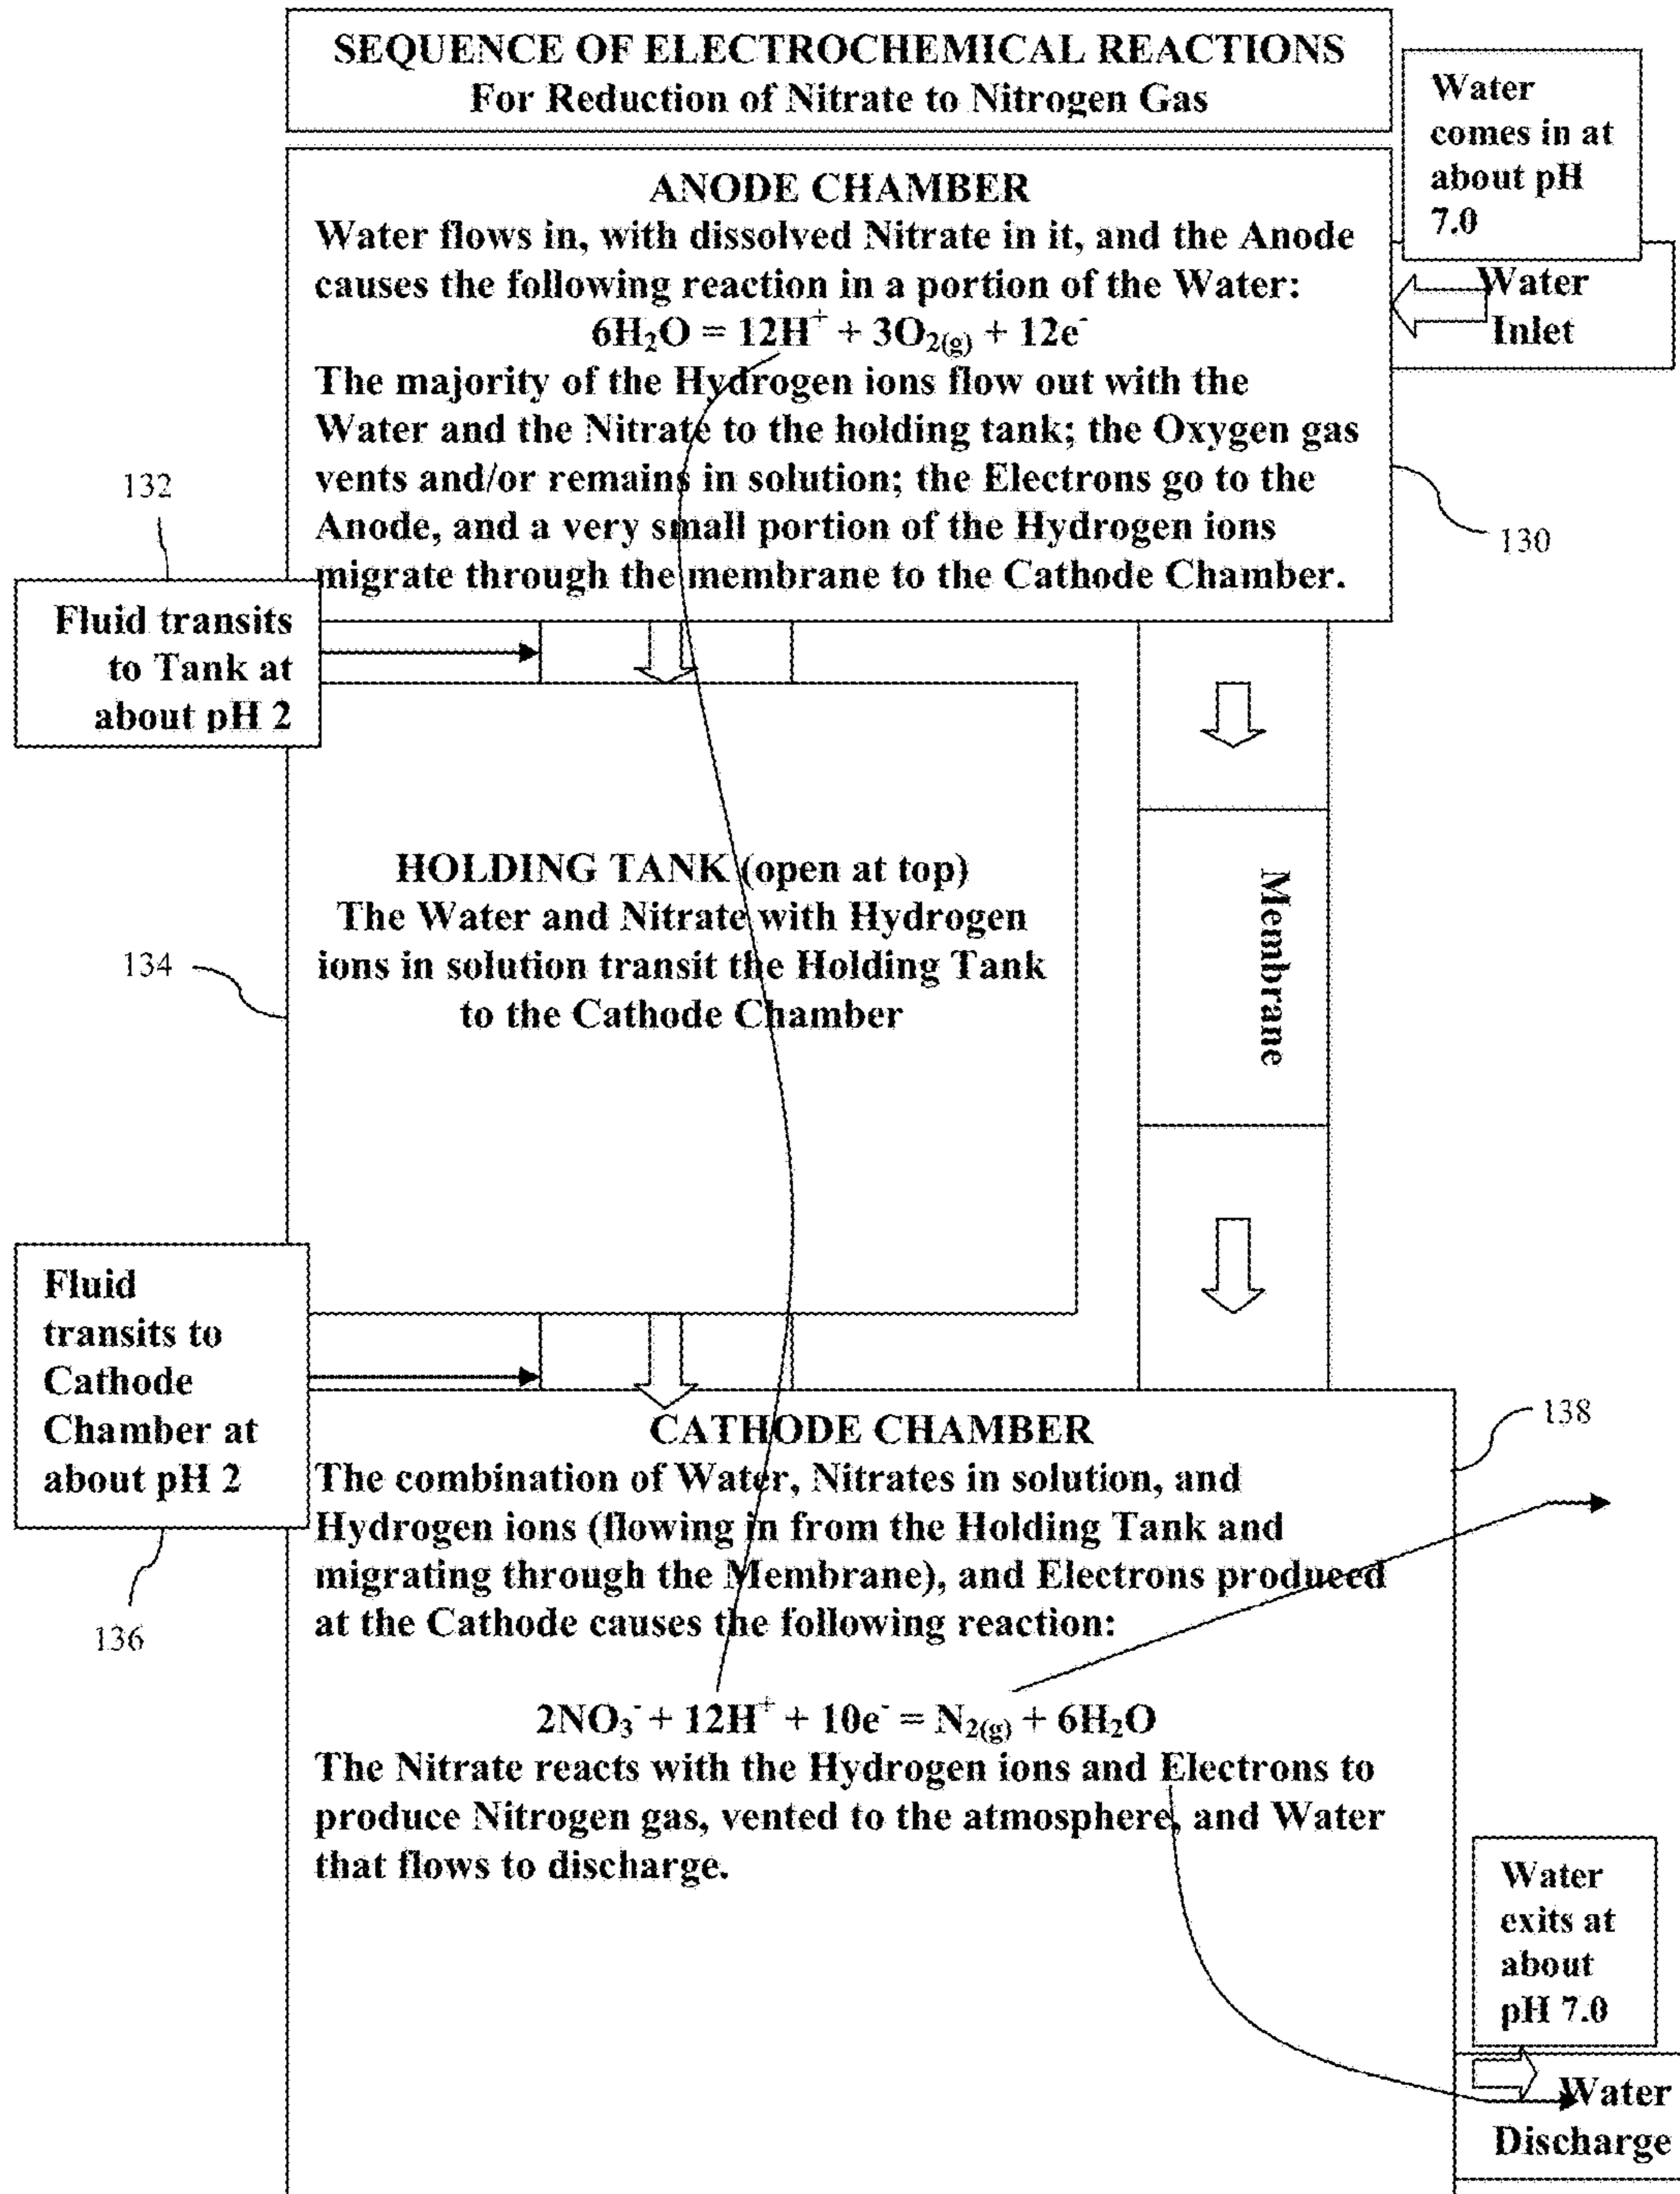 SEQUENCE OF ELECTROCHEMICAL REACTIONS
For Reduction of Nitrate to Nitrogen Gas
Water
comes in at
about pH
7.0
Water
Inlet
ANODE CHAMBER
Water flows in, with dissolved Nitrate in it, and the Anode
causes the following reaction in a portion of the Water:
6H₂O = 12H⁺ + 3O₂₍g₎ + 12e⁻
The majority of the Hydrogen ions flow out with the
Water and the Nitrate to the holding tank; the Oxygen gas
vents and/or remains in solution; the Electrons go to the
Anode, and a very small portion of the Hydrogen ions
migrate through the membrane to the Cathode Chamber.
130
132
Fluid transits
to Tank at
about pH 2
HOLDING TANK (open at top)
The Water and Nitrate with Hydrogen
ions in solution transit the Holding Tank
to the Cathode Chamber
134
Membrane
Fluid
transits to
Cathode
Chamber at
about pH 2
136
138
CATHODE CHAMBER
The combination of Water, Nitrates in solution, and
Hydrogen ions (flowing in from the Holding Tank and
migrating through the Membrane), and Electrons produced
at the Cathode causes the following reaction:
2NO₃⁻ + 12H⁺ + 10e⁻ = N₂₍g₎ + 6H₂O
The Nitrate reacts with the Hydrogen ions and Electrons to
produce Nitrogen gas, vented to the atmosphere, and Water
that flows to discharge.
Water
exits at
about
pH 7.0
Water
Discharge